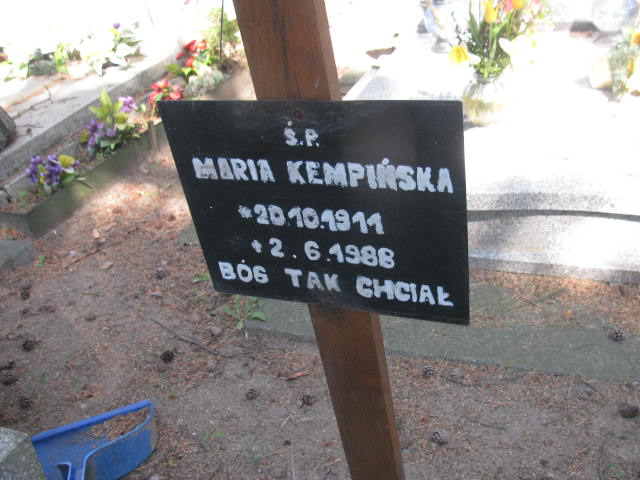 Ś.P.
MARIA KEMPIŃSKA
*20.10.1911
+2.6.1988
BÓG TAK CHCIAŁ